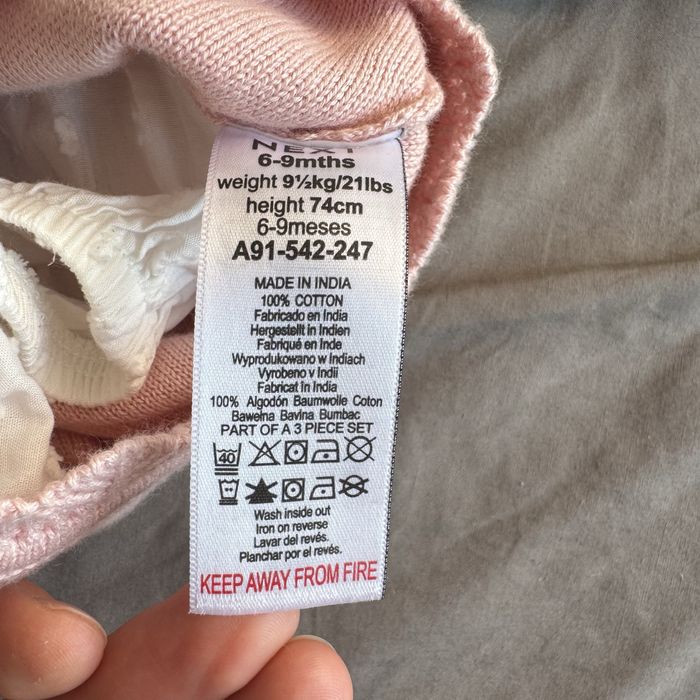 NEXT
6-9mths
weight 9½kg/21lbs
height 74cm
6-9meses
A91-542-247
MADE IN INDIA
100% COTTON
Fabricado en India
Hergestellt in Indien
Fabriqué en Inde
Wyprodukowano w Indiach
Vyrobeno v Indii
Fabricat în India
100% Algodón Baumwolle Coton
Bawełna Bavlna Bumbac
PART OF A 3 PIECE SET
40
Wash inside out
Iron on reverse
Lavar del revés.
Planchar por el revés.
KEEP AWAY FROM FIRE